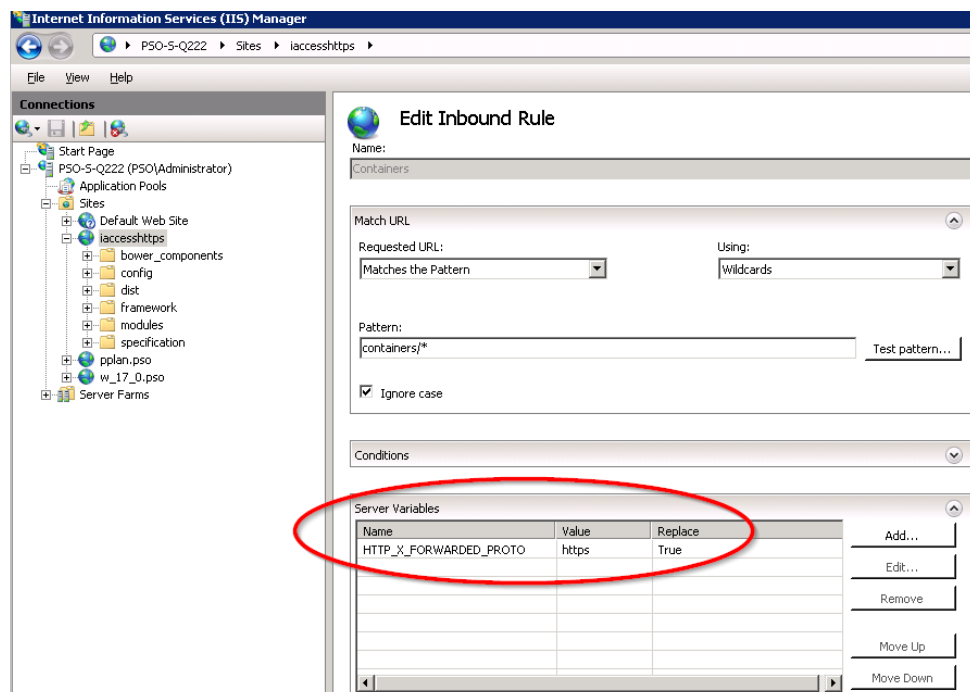 Internet Information Services (IIS) Manager
PSO-S-Q222 Sites iaccesshttps
File View Help
Connections
Start Page
PSO-S-Q222 (PSO\Administrator)
Application Pools
Sites
Default Web Site
iaccesshttps
bower_components
config
dist
framework
modules
specification
pplan.pso
w_17_0.pso
Server Farms
Edit Inbound Rule
Name:
Containers
Match URL
Requested URL: Using:
Matches the Pattern Wildcards
Pattern:
containers/* Test pattern...
Ignore case
Conditions
Server Variables
Name Value Replace Add...
HTTP_X_FORWARDED_PROTO https True
Edit...
Remove
Move Up
Move Down